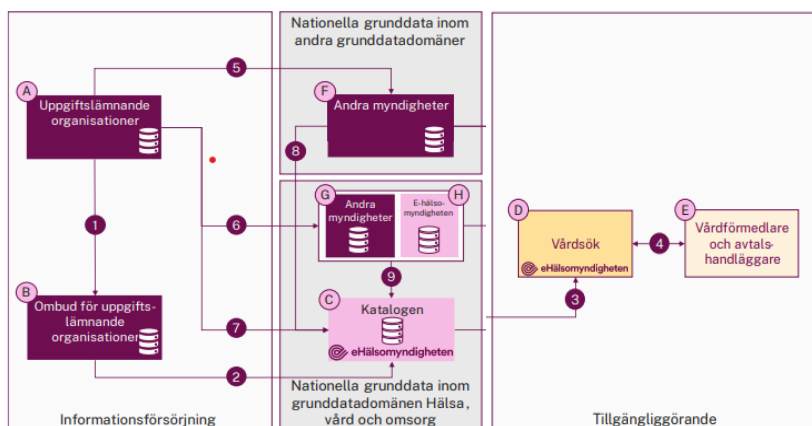 Nationella grunddata inom
andra grunddatadomäner
5
A
Uppgiftslämnande
organisationer
F
Andra myndigheter
8
1
6
G
Andra
myndigheter
H
E-hälso-
myndigheten
9
D
Vårdsök
eHälsomyndigheten
4
E
Vårdförmedlare
och avtals-
handläggare
3
B
Ombud för uppgifts-
lämnande
organisationer
7
C
Katalogen
eHälsomyndigheten
2
Informationsförsörjning
Nationella grunddata inom
grunddatadomänen Hälsa,
vård och omsorg
Tillgängliggörande